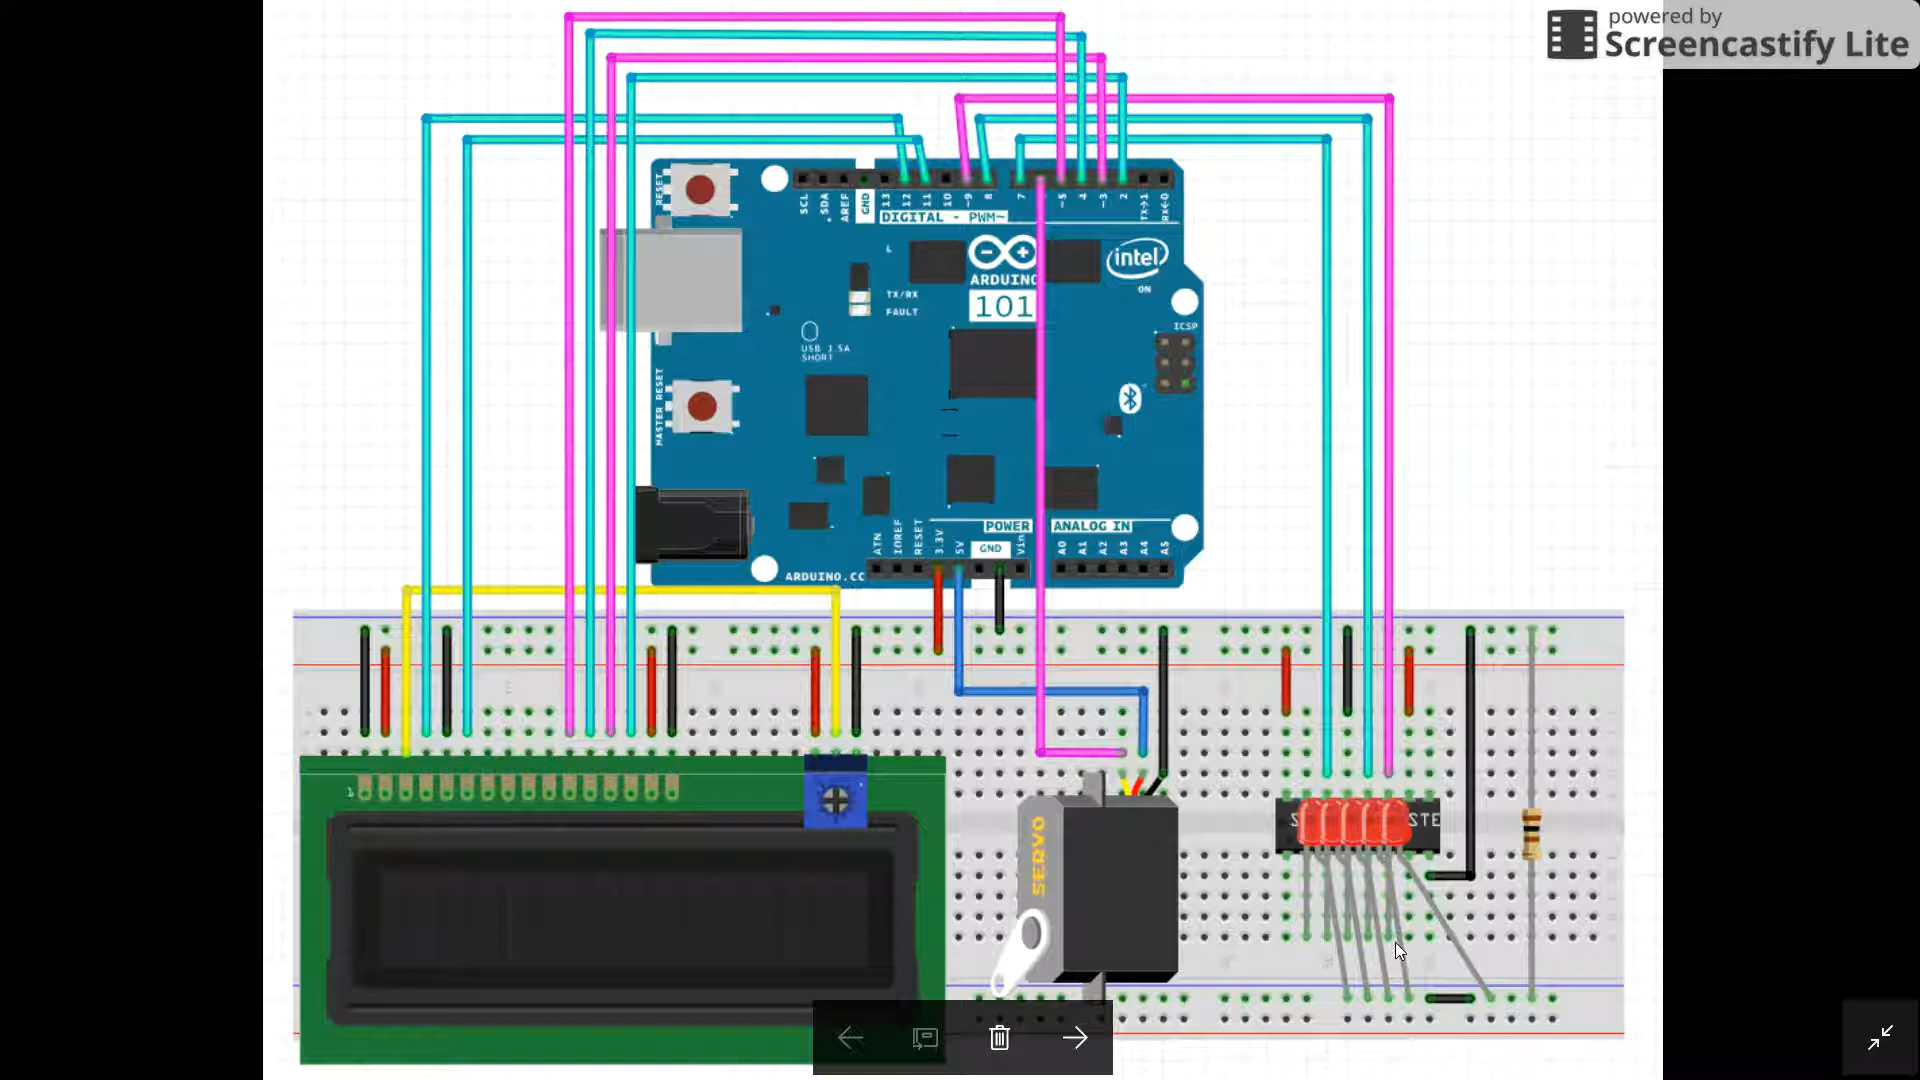 powered by
Screencastify Lite
RESET
SCL
SDA
AREF
GND
13
12
11
10
~9
8
7
~5
4
~3
2
TX→1
RX←0
DIGITAL - PWM~
L
ARDUINO
intel
ON
TX/RX
FAULT
101
USB 1.5A
SHORT
ICSP
MASTER RESET
POWER
ANALOG IN
ATN
IOREF
RESET
3.3V
5V
GND
Vin
A0
A1
A2
A3
A4
A5
ARDUINO.CC
1
SERVO